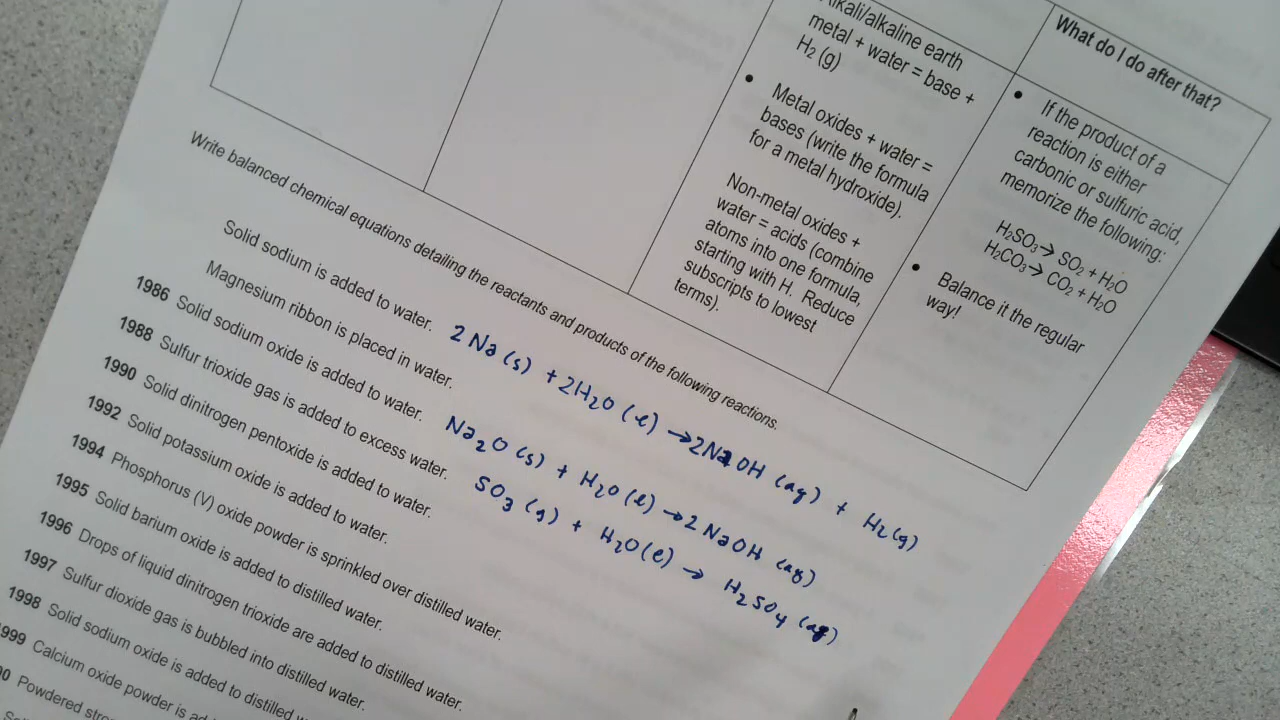 Alkali/alkaline earth
metal + water = base +
H₂ (g)
• Metal oxides + water =
bases (write the formula
for a metal hydroxide).
Non-metal oxides +
water = acids (combine
atoms into one formula,
starting with H. Reduce
subscripts to lowest
terms).
What do I do after that?
• If the product of a
reaction is either
carbonic or sulfuric acid,
memorize the following:
H₂SO₃→ SO₂ + H₂O
H₂CO₃→ CO₂ + H₂O
• Balance it the regular
way!
Write balanced chemical equations detailing the reactants and products of the following reactions.
Solid sodium is added to water. 2 Na (s) + 2H₂O (l) → 2NaOH (aq) + H₂(g)
Magnesium ribbon is placed in water.
1986 Solid sodium oxide is added to water. Na₂O (s) + H₂O (l) → 2 NaOH (aq)
1988 Sulfur trioxide gas is added to excess water. SO₃ (g) + H₂O(l) → H₂SO₄ (aq)
1990 Solid dinitrogen pentoxide is added to water.
1992 Solid potassium oxide is added to water.
1994 Phosphorus (V) oxide powder is sprinkled over distilled water.
1995 Solid barium oxide is added to distilled water.
1996 Drops of liquid dinitrogen trioxide are added to distilled water.
1997 Sulfur dioxide gas is bubbled into distilled water.
1998 Solid sodium oxide is added to distilled
1999 Calcium oxide powder is
Powdered